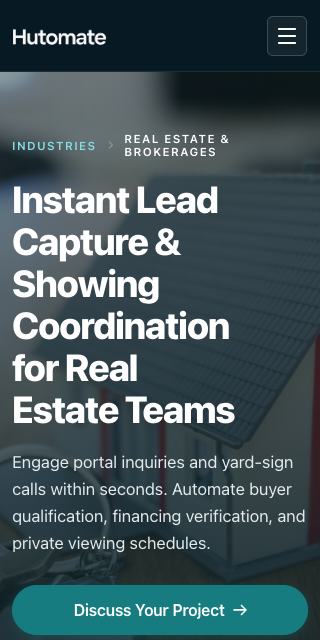 Hutomate
INDUSTRIES > REAL ESTATE &
BROKERAGES
Instant Lead
Capture &
Showing
Coordination
for Real
Estate Teams
Engage portal inquiries and yard-sign
calls within seconds. Automate buyer
qualification, financing verification, and
private viewing schedules.
Discuss Your Project →